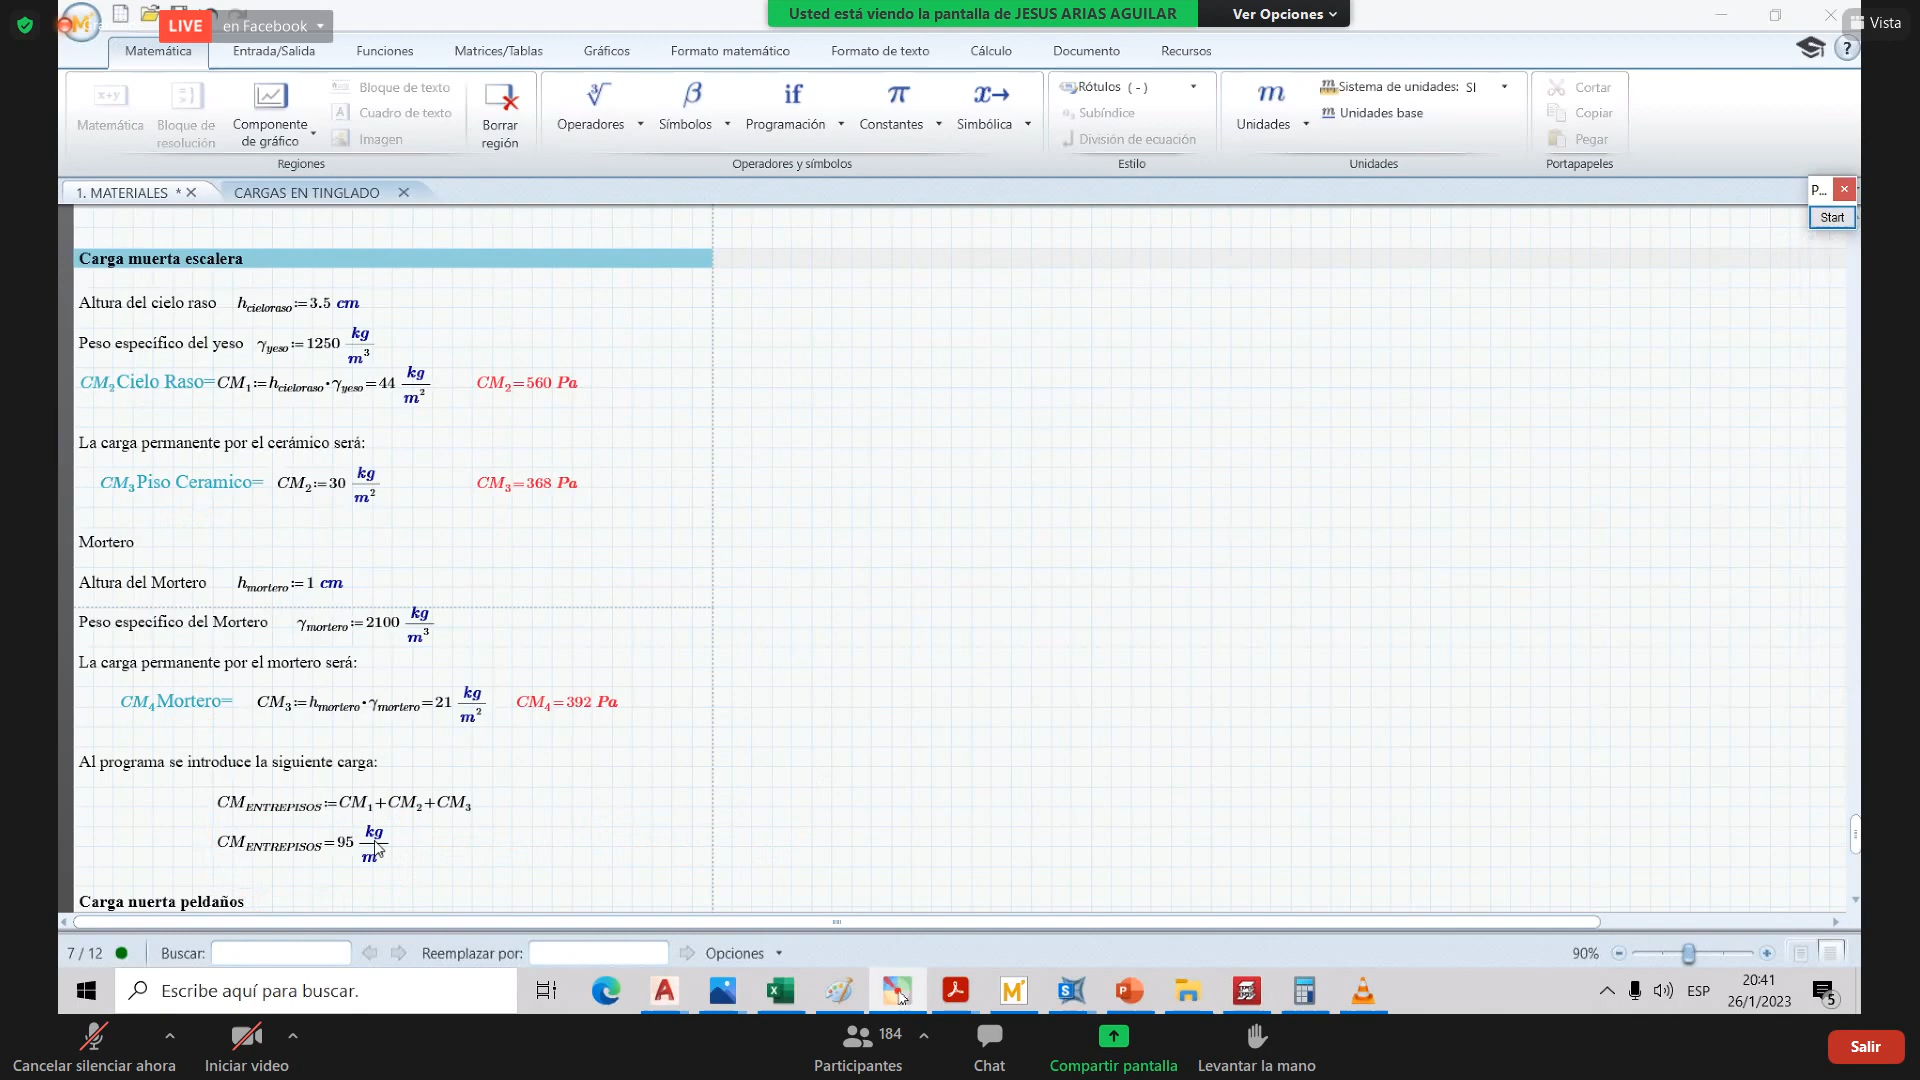 LIVE en Facebook
Usted está viendo la pantalla de JESUS ARIAS AGUILAR
Ver Opciones
Vista
Matemática Entrada/Salida Funciones Matrices/Tablas Gráficos Formato matemático Formato de texto Cálculo Documento Recursos
Matemática
Bloque de resolución
Componente de gráfico
Bloque de texto
Cuadro de texto
Imagen
Borrar región
Regiones
Operadores Símbolos Programación Constantes Simbólica
Operadores y símbolos
Rótulos ( - )
Subíndice
División de ecuación
Estilo
Unidades
Sistema de unidades: SI
Unidades base
Unidades
Cortar
Copiar
Pegar
Portapapeles
1. MATERIALES *
CARGAS EN TINGLADO
P...
Start
Carga muerta escalera
Altura del cielo raso h_cieloraso:=3.5 cm
Peso específico del yeso γ_yeso:=1250 kg/m³
CM₂Cielo Raso=CM₁:=h_cieloraso·γ_yeso=44 kg/m² CM₂=560 Pa
La carga permanente por el cerámico será:
CM₃Piso Ceramico= CM₂:=30 kg/m² CM₃=368 Pa
Mortero
Altura del Mortero h_mortero:=1 cm
Peso específico del Mortero γ_mortero:=2100 kg/m³
La carga permanente por el mortero será:
CM₄Mortero= CM₃:=h_mortero·γ_mortero=21 kg/m² CM₄=392 Pa
Al programa se introduce la siguiente carga:
CM_ENTREPISOS:=CM₁+CM₂+CM₃
CM_ENTREPISOS=95 kg/m
Carga nuerta peldaños
7 / 12 Buscar: Reemplazar por: Opciones 90%
Escribe aquí para buscar.
ESP
20:41
26/1/2023
5
Cancelar silenciar ahora
Iniciar video
184
Participantes
Chat
Compartir pantalla
Levantar la mano
Salir